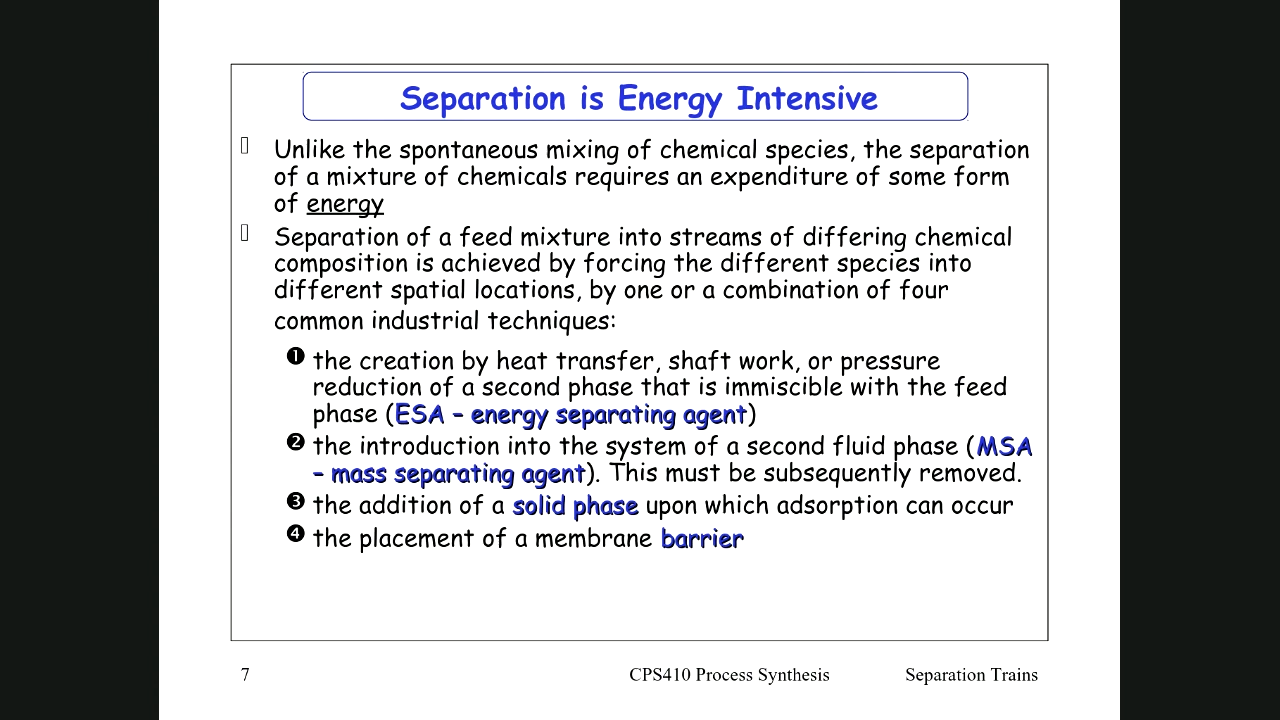 Separation is Energy Intensive
Unlike the spontaneous mixing of chemical species, the separation
of a mixture of chemicals requires an expenditure of some form
of energy
Separation of a feed mixture into streams of differing chemical
composition is achieved by forcing the different species into
different spatial locations, by one or a combination of four
common industrial techniques:
❶ the creation by heat transfer, shaft work, or pressure
reduction of a second phase that is immiscible with the feed
phase (ESA – energy separating agent)
❷ the introduction into the system of a second fluid phase (MSA
– mass separating agent). This must be subsequently removed.
❸ the addition of a solid phase upon which adsorption can occur
❹ the placement of a membrane barrier
7 CPS410 Process Synthesis Separation Trains